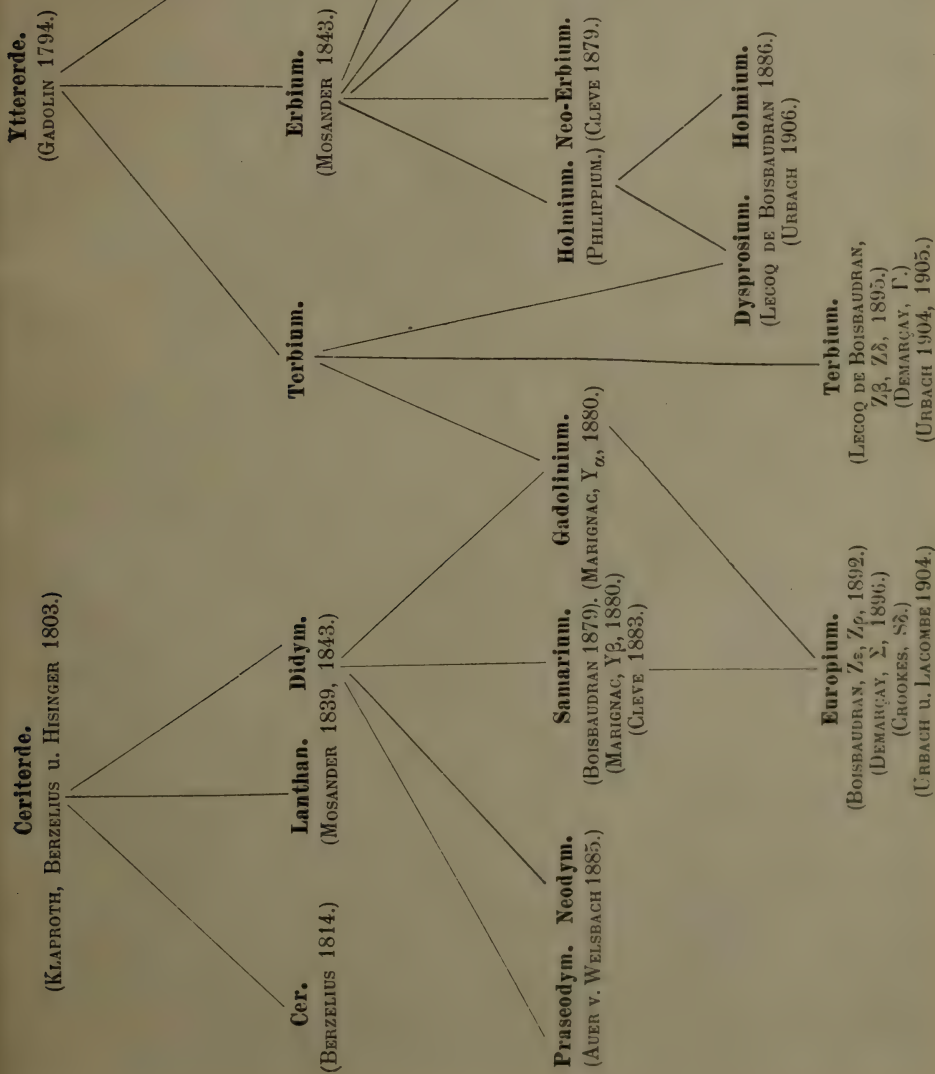 Ceriterde.
(KLAPROTH, BERZELIUS u. HISINGER 1803.)
Yttererde.
(GADOLIN 1794.)
Cer.
(BERZELIUS 1814.)
Lanthan. Didym.
(MOSANDER 1839, 1843.)
Terbium.
Erbium.
(MOSANDER 1843.)
Praseodym. Neodym.
(AUER v. WELSBACH 1885.)
Samarium. Gadolinium.
(BOISBAUDRAN 1879). (MARIGNAC, Yα, 1880.)
(MARIGNAC, Yβ, 1880.)
(CLEVE 1883.)
Holmium. Neo-Erbium.
(PHILIPPIUM.) (CLEVE 1879.)
Dysprosium. Holmium.
(LECOQ DE BOISBAUDRAN 1886.)
(URBACH 1906.)
Europium.
(BOISBAUDRAN, Zε, Zρ, 1892.)
(DEMARÇAY, Σ, 1896.)
(CROOKES, Sδ.)
(URBACH u. LACOMBE 1904.)
Terbium.
(LECOQ DE BOISBAUDRAN,
Zβ, Zδ, 1895.)
(DEMARÇAY, Γ.)
(URBACH 1904, 1905.)